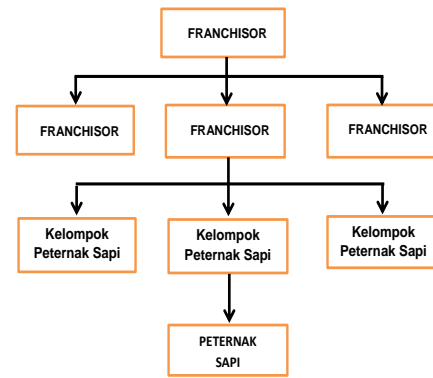 FRANCHISOR
FRANCHISOR
FRANCHISOR
FRANCHISOR
Kelompok
Peternak Sapi
Kelompok
Peternak Sapi
Kelompok
Peternak Sapi
PETERNAK
SAPI